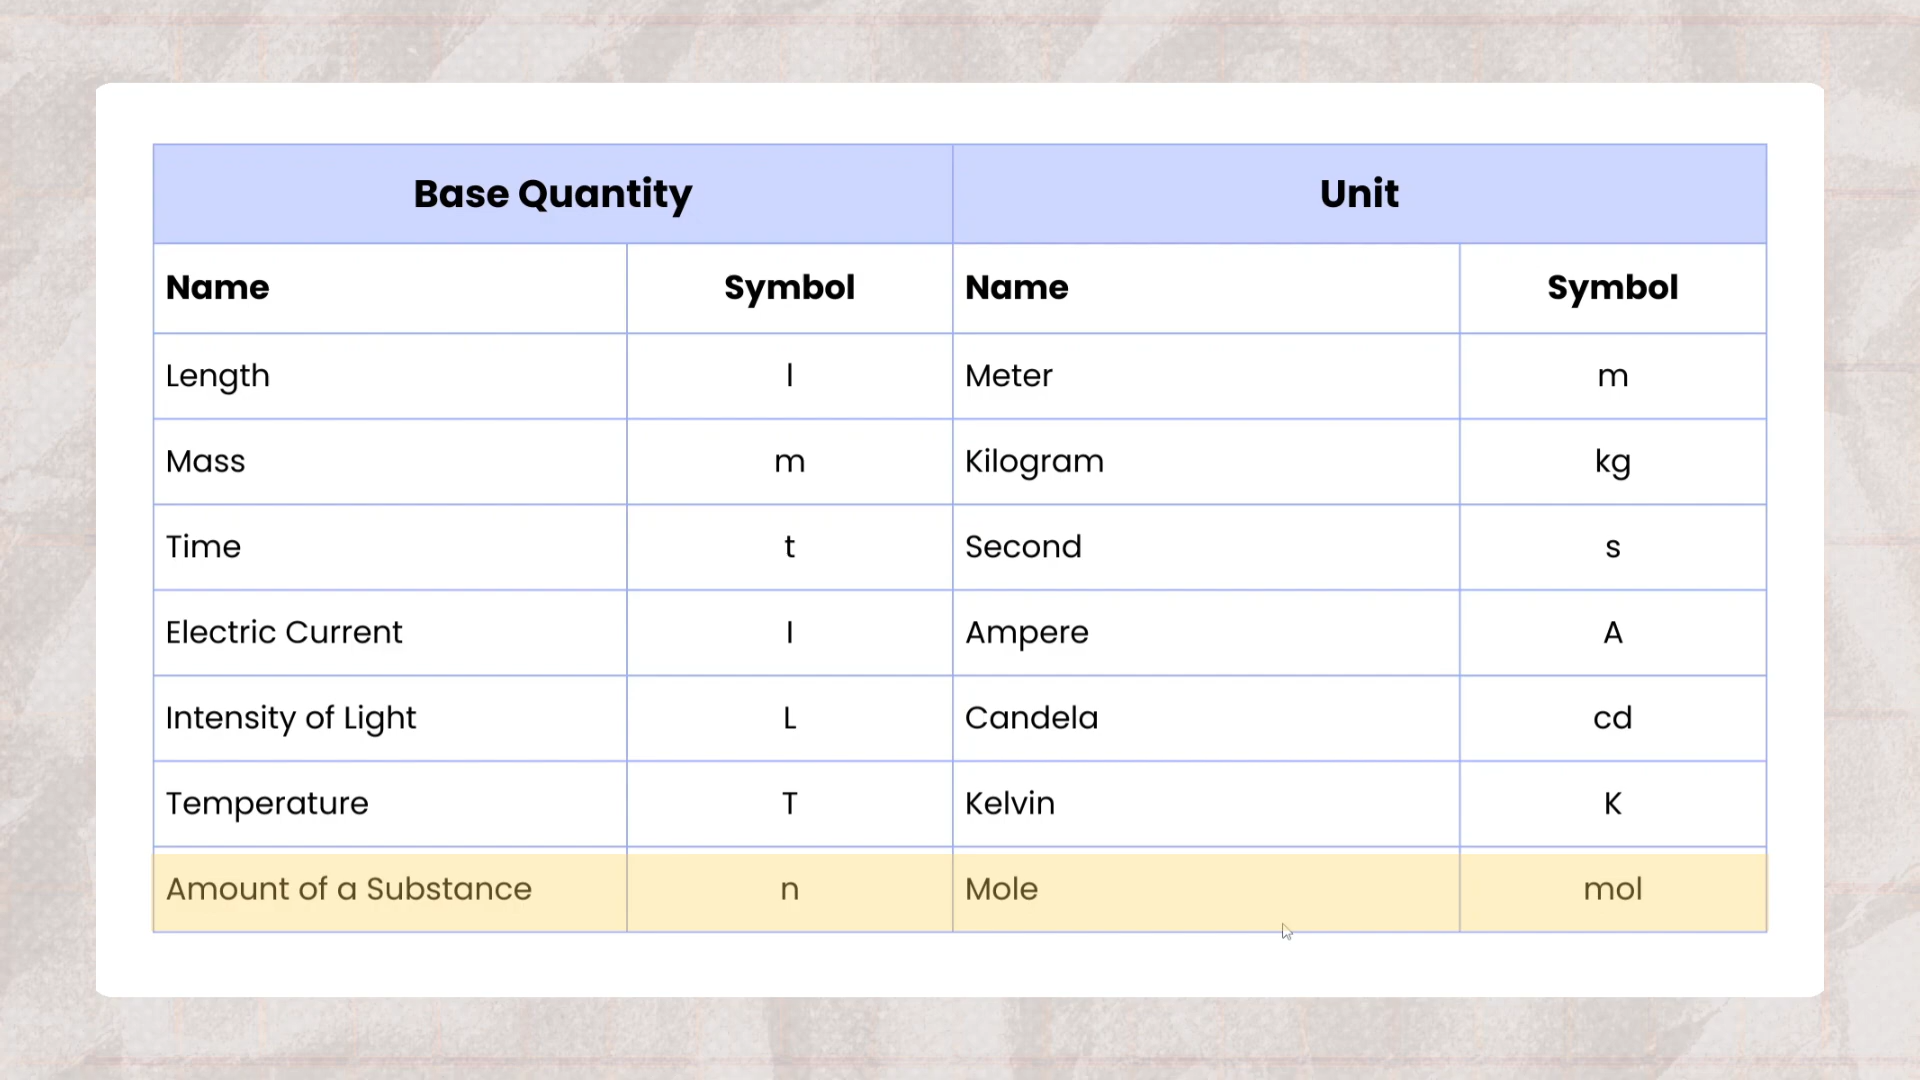 Base Quantity Unit
Name Symbol Name Symbol
Length l Meter m
Mass m Kilogram kg
Time t Second s
Electric Current I Ampere A
Intensity of Light L Candela cd
Temperature T Kelvin K
Amount of a Substance n Mole mol